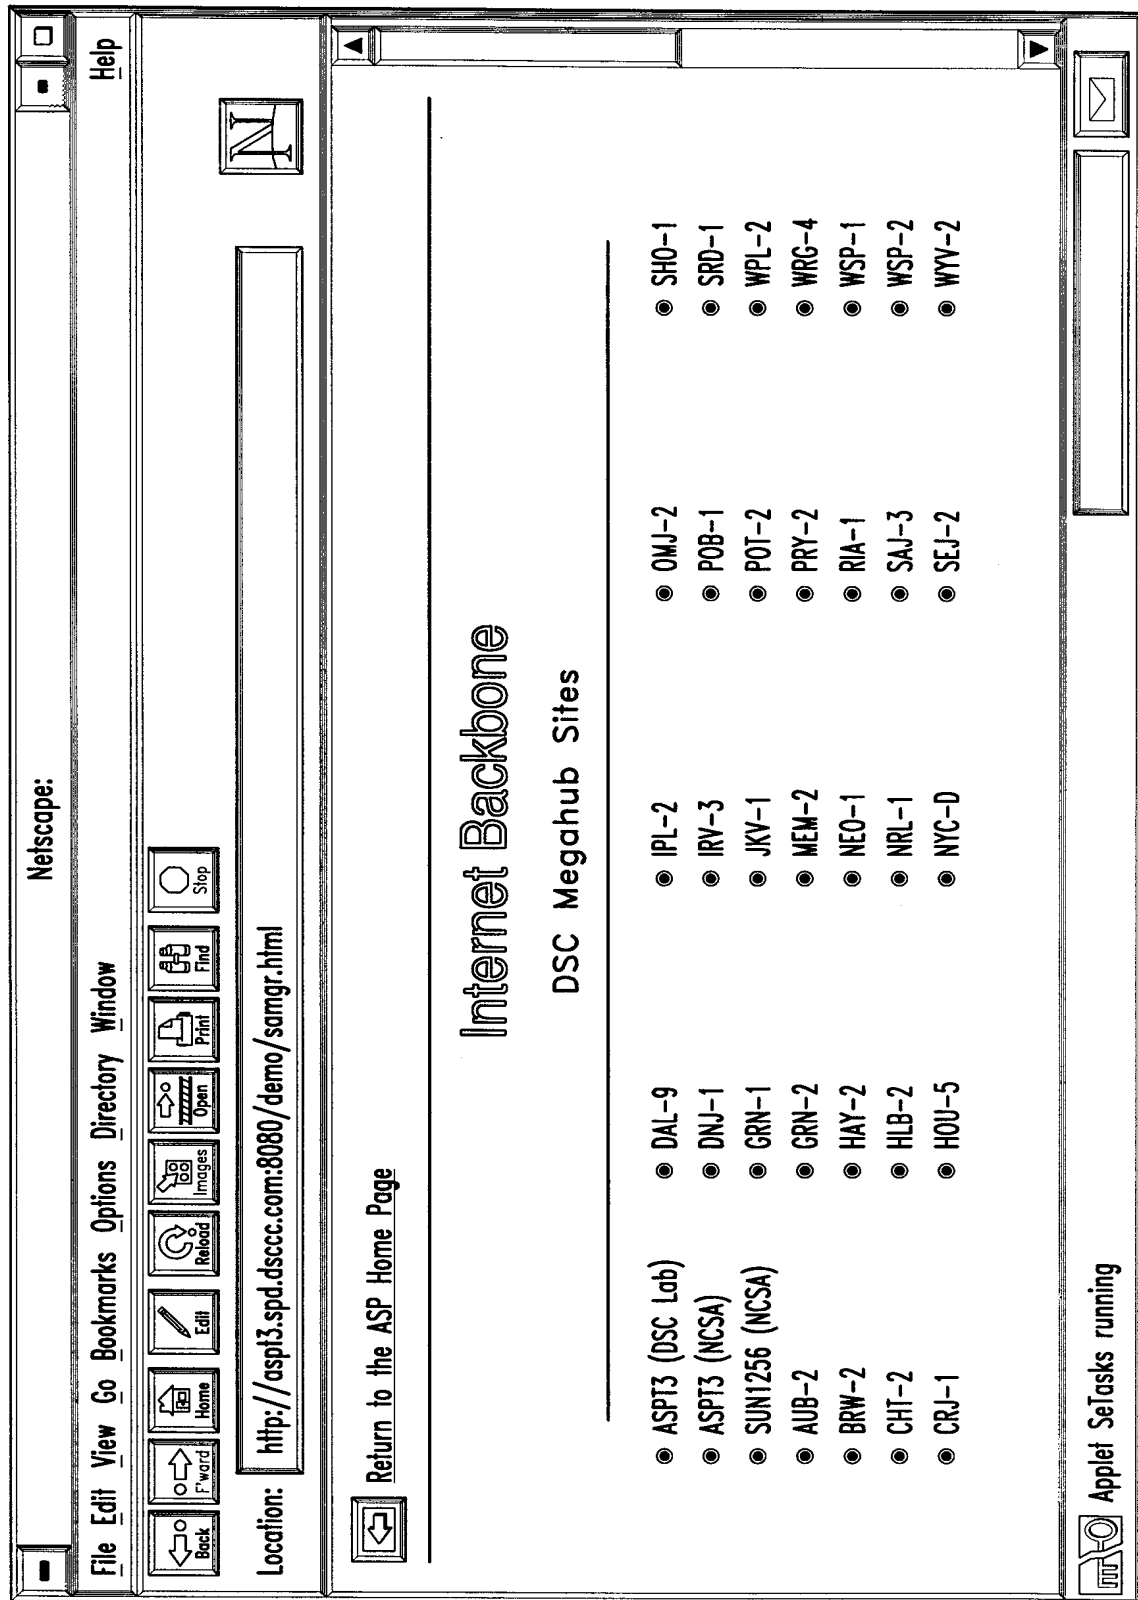 Netscape:
File Edit View Go Bookmarks Options Directory Window Help
Back F'ward Home Edit Reload Images Open Print Find Stop
N
Location: http://aspt3.spd.dsccc.com:8080/demo/samgr.html
Return to the ASP Home Page
Internet Backbone
DSC Megahub Sites
ASPT3 (DSC Lab) DAL-9 IPL-2 OMJ-2 SHO-1
ASPT3 (NCSA) DNJ-1 IRV-3 POB-1 SRD-1
SUN1256 (NCSA) GRN-1 JKV-1 POT-2 WPL-2
AUB-2 GRN-2 MEM-2 PRY-2 WRG-4
BRW-2 HAY-2 NEO-1 RIA-1 WSP-1
CHT-2 HLB-2 NRL-1 SAJ-3 WSP-2
CRJ-1 HOU-5 NYC-D SEJ-2 WYV-2
Applet SeTasks running